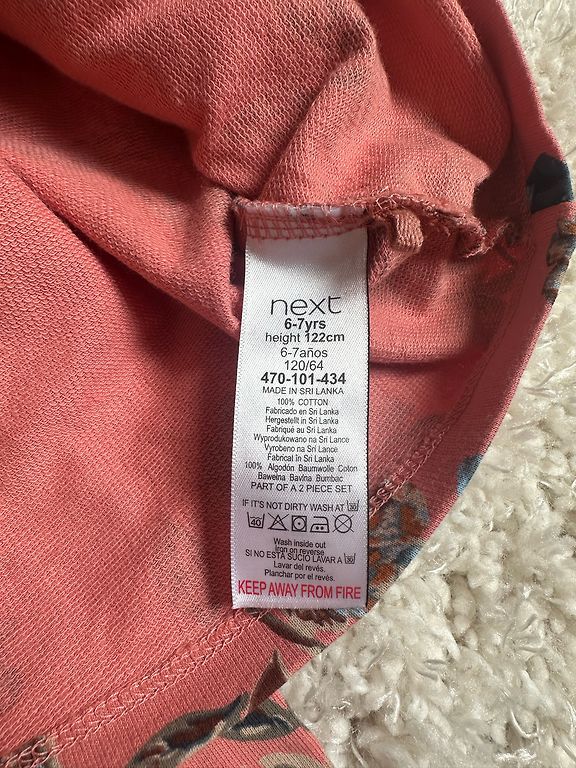 next
6-7yrs
height 122cm
6-7años
120/64
470-101-434
MADE IN SRI LANKA
100% COTTON
Fabricado en Sri Lanka
Hergestellt in Sri Lanka
Fabriqué au Sri Lanka
Wyprodukowano na Sri Lance
Vyrobeno na Sri Lance
Fabricat în Sri Lanka
100% Algodón Baumwolle Coton
Bawełna Bavlna Bumbac
PART OF A 2 PIECE SET
IF IT'S NOT DIRTY WASH AT 30
40
Wash inside out
Iron on reverse
SI NO ESTÁ SUCIO LAVAR A 30
Lavar del revés.
Planchar por el revés.
KEEP AWAY FROM FIRE